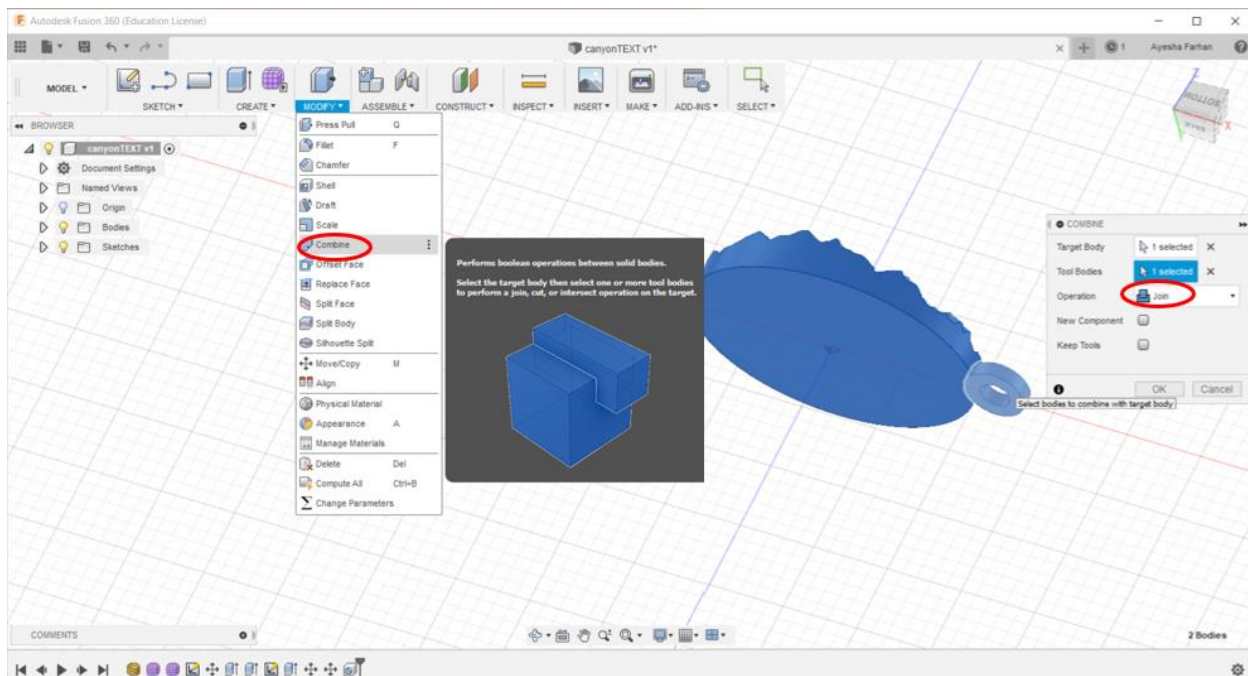 Autodesk Fusion 360 (Education License)
canyonTEXT v1*
1
Ayesha Farhan
MODEL
SKETCH
CREATE
MODIFY
ASSEMBLE
CONSTRUCT
INSPECT
INSERT
MAKE
ADD-INS
SELECT
Z
BOTTOM
BACK
X
BROWSER
canyonTEXT v1
Document Settings
Named Views
Origin
Bodies
Sketches
Press Pull Q
Fillet F
Chamfer
Shell
Draft
Scale
Combine
Offset Face
Replace Face
Split Face
Split Body
Silhouette Split
Move/Copy M
Align
Physical Material
Appearance A
Manage Materials
Delete Del
Compute All Ctrl+B
Change Parameters
Performs boolean operations between solid bodies.
Select the target body then select one or more tool bodies
to perform a join, cut, or intersect operation on the target.
COMBINE
Target Body 1 selected
Tool Bodies 1 selected
Operation Join
New Component
Keep Tools
OK Cancel
Select bodies to combine with target body
COMMENTS
2 Bodies